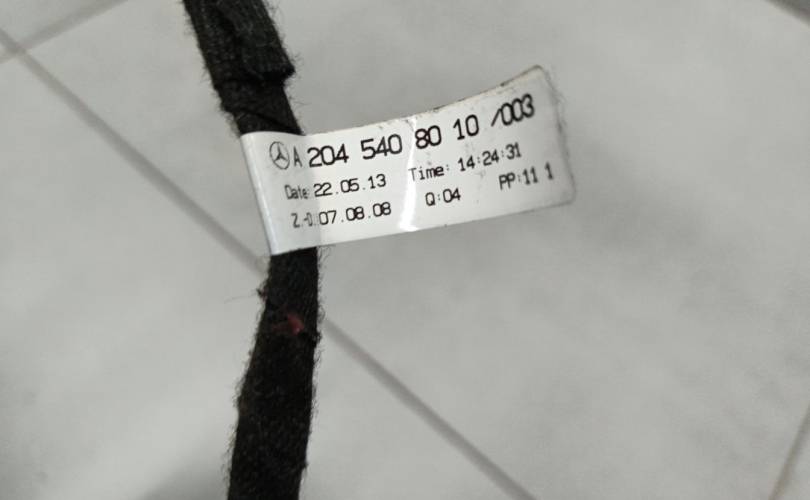 A 204 540 80 10 /003
Date: 22.05.13 Time: 14:24:31
Z.-D.:07.08.08 Q:04 PP:11 1